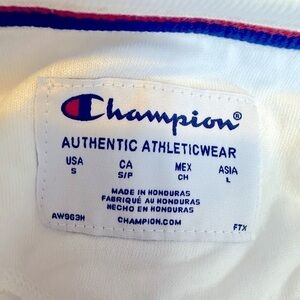 Champion®
AUTHENTIC ATHLETICWEAR
USA CA MEX ASIA
S S/P CH L
MADE IN HONDURAS
FABRIQUÉ AU HONDURAS
HECHO EN HONDURAS
AW963H CHAMPION.COM FTX